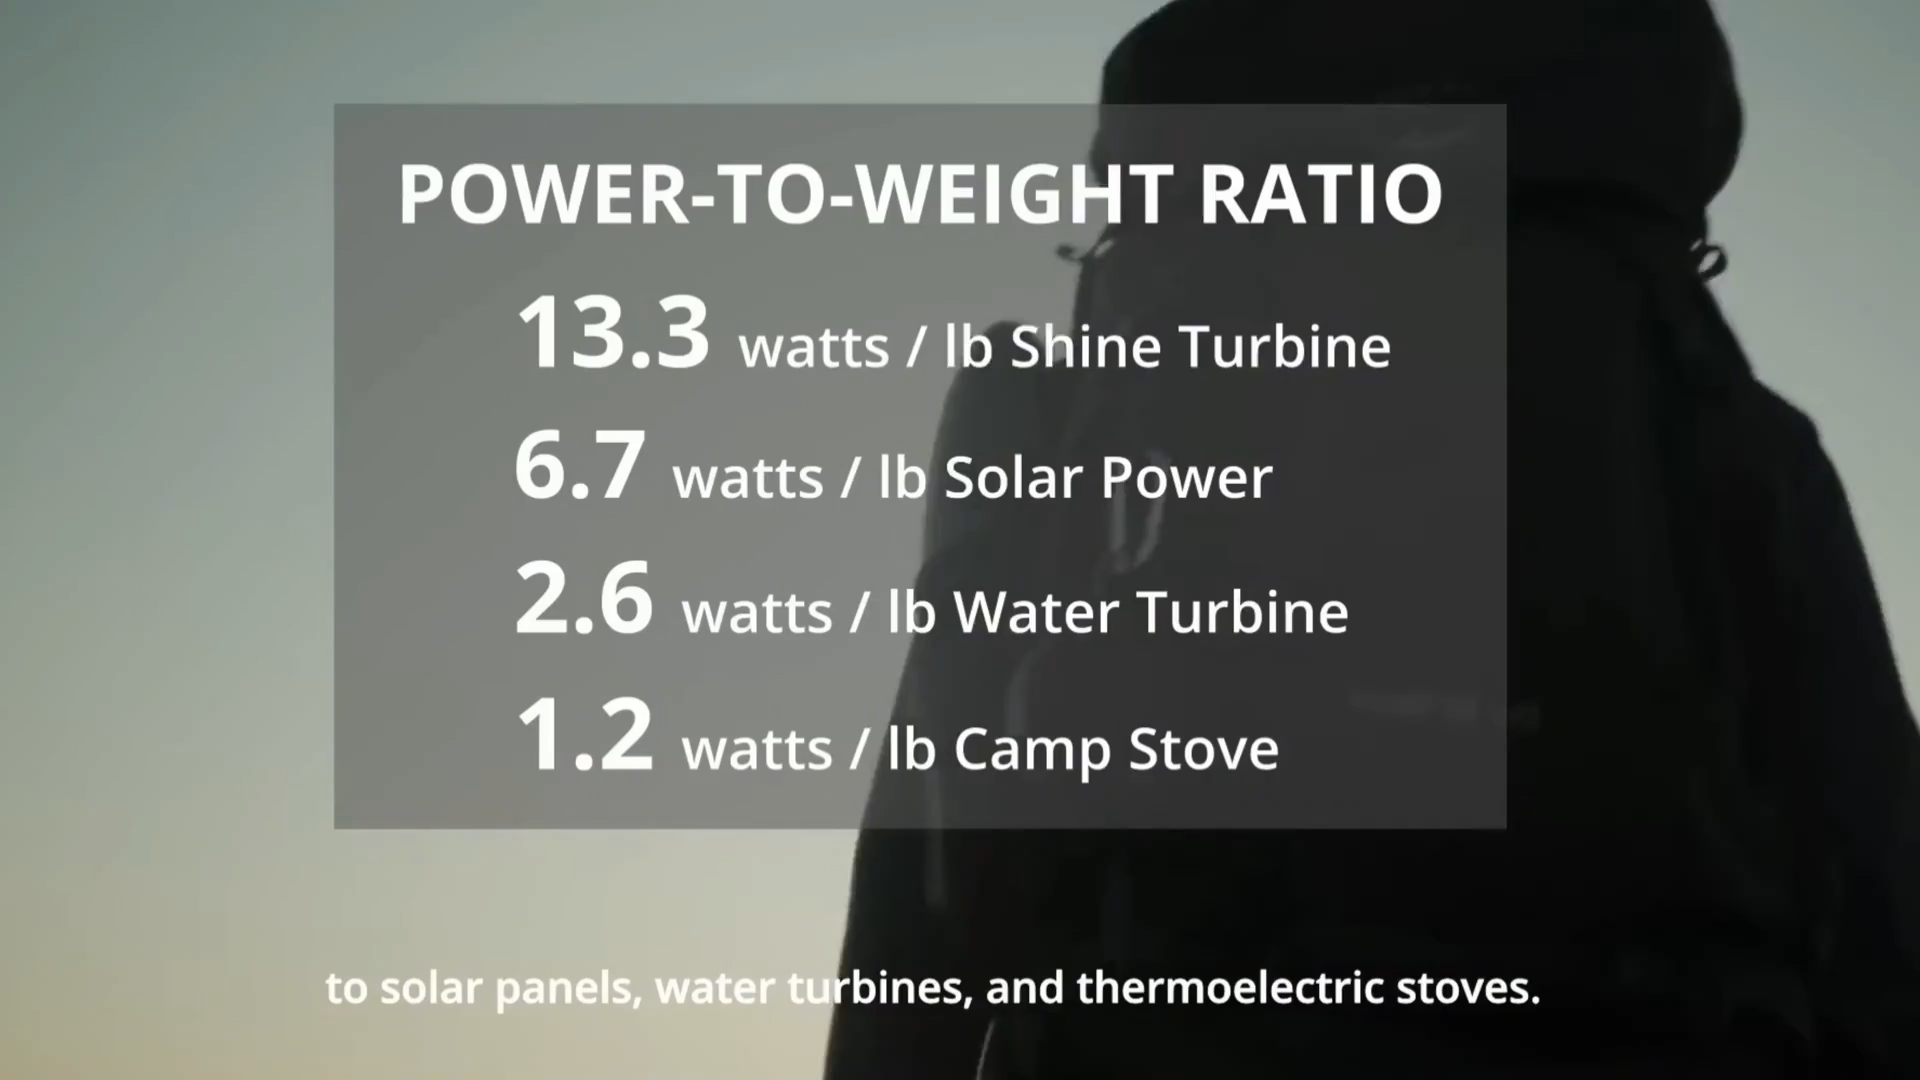 POWER-TO-WEIGHT RATIO
13.3 watts / lb Shine Turbine
6.7 watts / lb Solar Power
2.6 watts / lb Water Turbine
1.2 watts / lb Camp Stove
to solar panels, water turbines, and thermoelectric stoves.